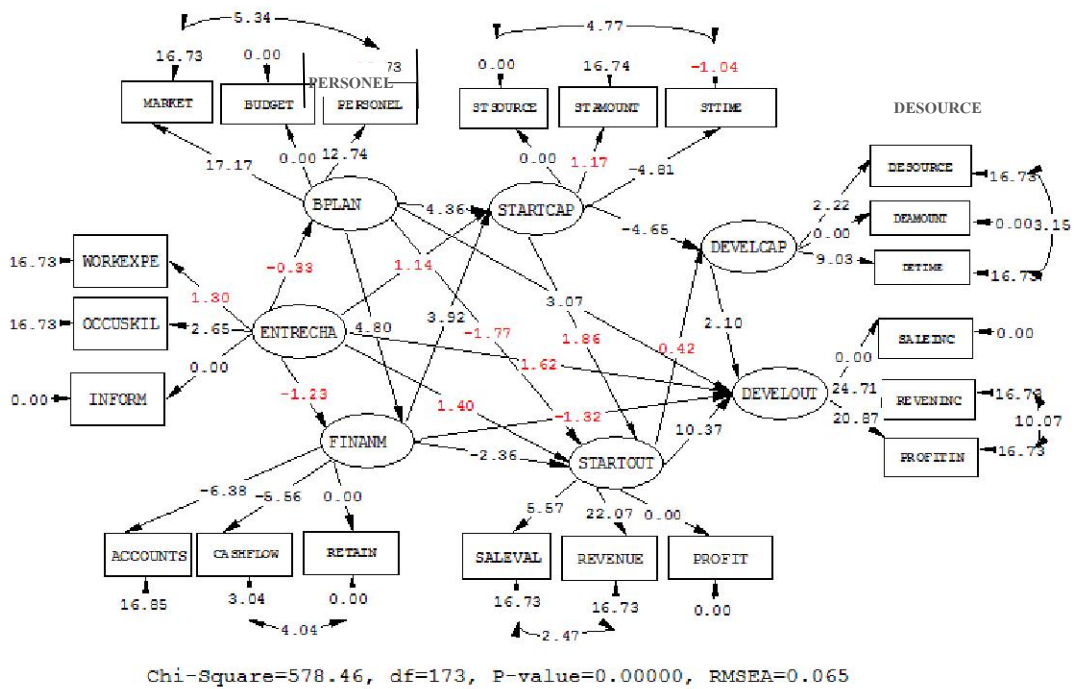 5.34
4.77
16.73
0.00
73
0.00
16.74
-1.04
PERSONEL
MARKET
BUDGET
PERSONEL
STSOURCE
STAMOUNT
STTIME
DESOURCE
17.17
0.00
12.74
0.00
1.17
-4.81
DESOURCE
16.73
BPLAN
4.36
STARTCAP
2.22
-4.65
DEVELCAP
0.00
DEAMOUNT
0.00
3.15
9.03
DETIME
16.73
16.73
WORKEXPE
-0.33
1.14
1.30
3.07
16.73
OCCUSKIL
2.65
ENTRECHA
4.80
3.92
-1.77
1.86
0.42
2.10
0.00
SALEINC
0.00
0.00
INFORM
0.00
-1.23
1.62
DEVELOUT
24.71
REVENINC
16.73
1.40
-1.32
10.37
20.87
10.07
FINANM
-2.36
STARTOUT
PROFITIN
16.73
-6.38
-5.56
0.00
5.57
22.07
0.00
ACCOUNTS
CASHFLOW
RETAIN
SALEVAL
REVENUE
PROFIT
16.85
3.04
0.00
16.73
16.73
0.00
4.04
2.47
Chi-Square=578.46, df=173, P-value=0.00000, RMSEA=0.065